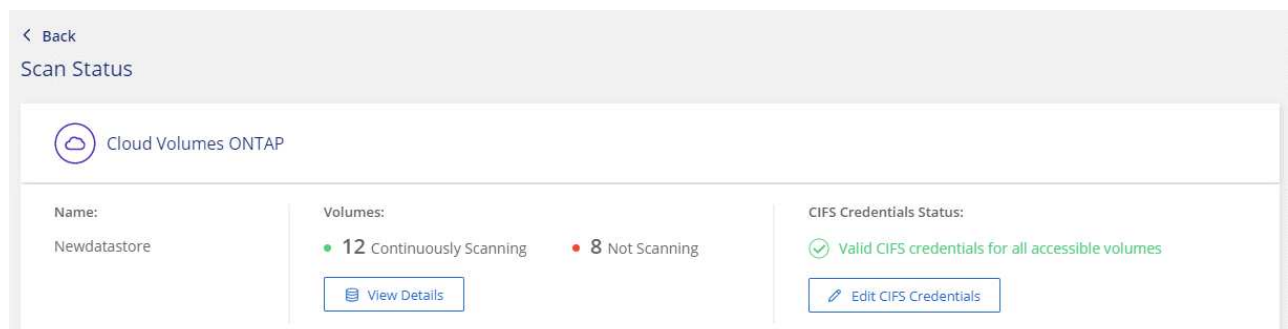 Back
Scan Status
Cloud Volumes ONTAP
Name:
Newdatastore
Volumes:
12 Continuously Scanning
8 Not Scanning
View Details
CIFS Credentials Status:
Valid CIFS credentials for all accessible volumes
Edit CIFS Credentials